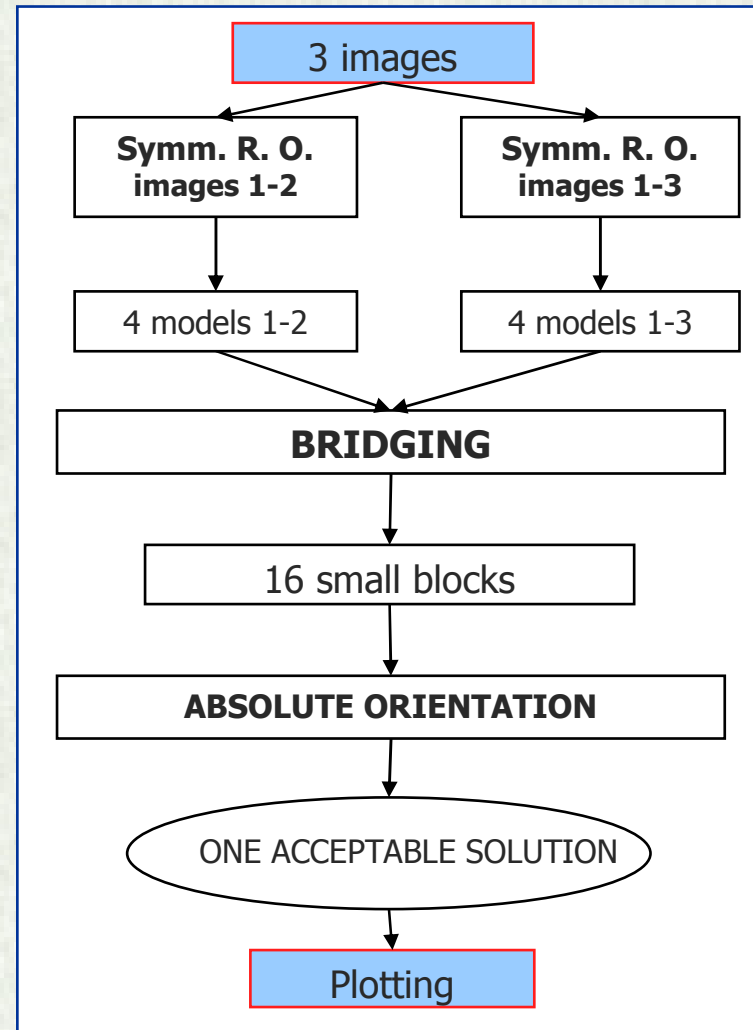 3 images
Symm. R. O.
images 1-2
Symm. R. O.
images 1-3
4 models 1-2
4 models 1-3
BRIDGING
16 small blocks
ABSOLUTE ORIENTATION
ONE ACCEPTABLE SOLUTION
Plotting